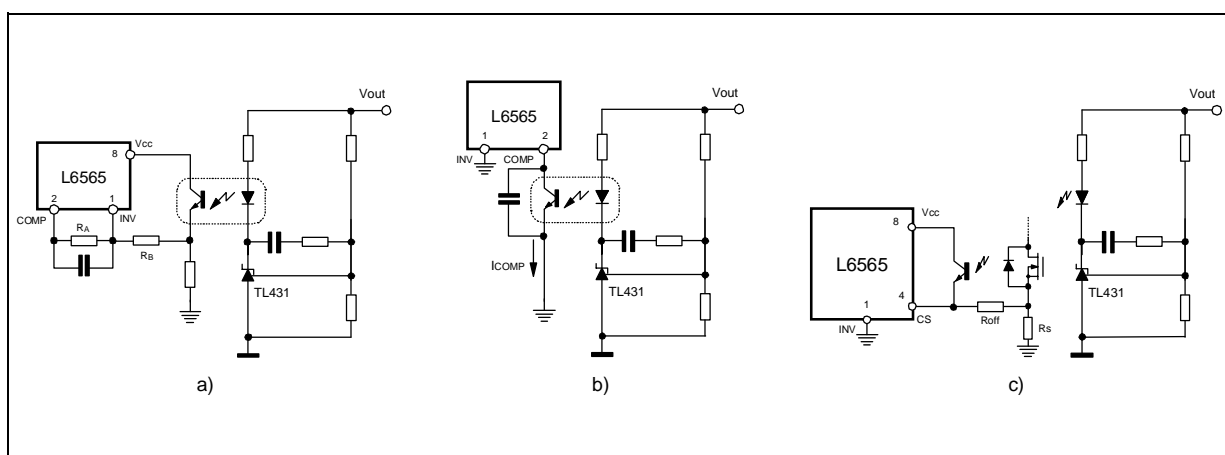 Vout
8
Vcc
L6565
2
1
COMP
INV
RA
RB
TL431
a)
Vout
L6565
1
2
INV
COMP
ICOMP
TL431
b)
Vout
8
Vcc
L6565
1
4
INV
CS
Roff
Rs
TL431
c)